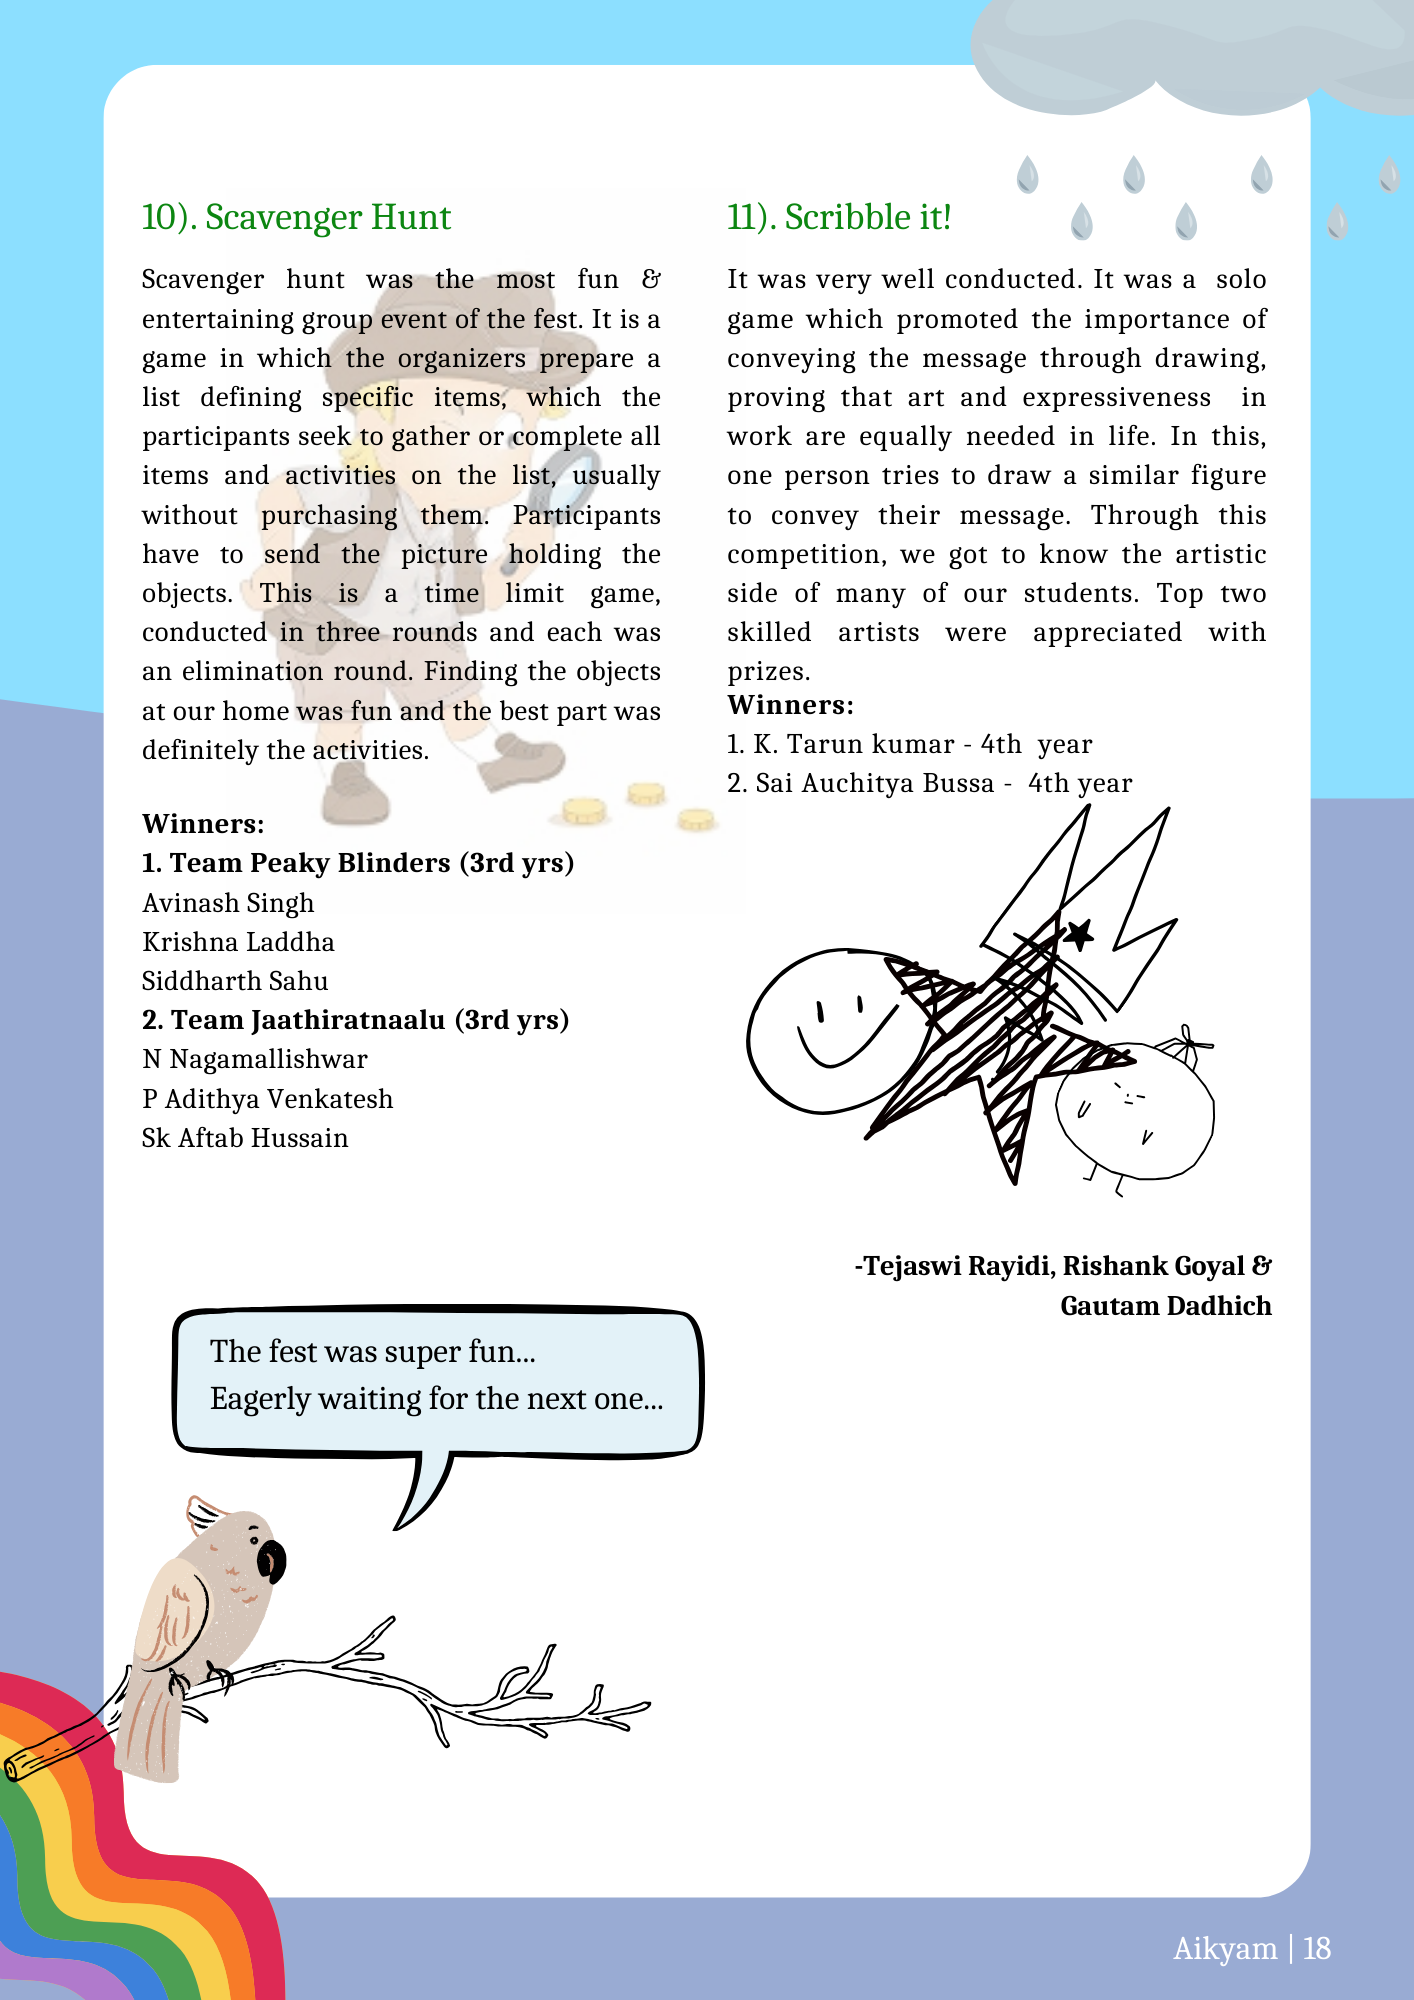 10). Scavenger Hunt
Scavenger hunt was the most fun &
entertaining group event of the fest. It is a
game in which the organizers prepare a
list defining specific items, which the
participants seek to gather or complete all
items and activities on the list, usually
without purchasing them. Participants
have to send the picture holding the
objects. This is a time limit game,
conducted in three rounds and each was
an elimination round. Finding the objects
at our home was fun and the best part was
definitely the activities.
Winners:
1. Team Peaky Blinders (3rd yrs)
Avinash Singh
Krishna Laddha
Siddharth Sahu
2. Team Jaathiratnaalu (3rd yrs)
N Nagamallishwar
P Adithya Venkatesh
Sk Aftab Hussain
11). Scribble it!
It was very well conducted. It was a solo
game which promoted the importance of
conveying the message through drawing,
proving that art and expressiveness in
work are equally needed in life. In this,
one person tries to draw a similar figure
to convey their message. Through this
competition, we got to know the artistic
side of many of our students. Top two
skilled artists were appreciated with
prizes.
Winners:
1. K. Tarun kumar - 4th year
2. Sai Auchitya Bussa - 4th year
-Tejaswi Rayidi, Rishank Goyal &
Gautam Dadhich
The fest was super fun...
Eagerly waiting for the next one...
Aikyam | 18